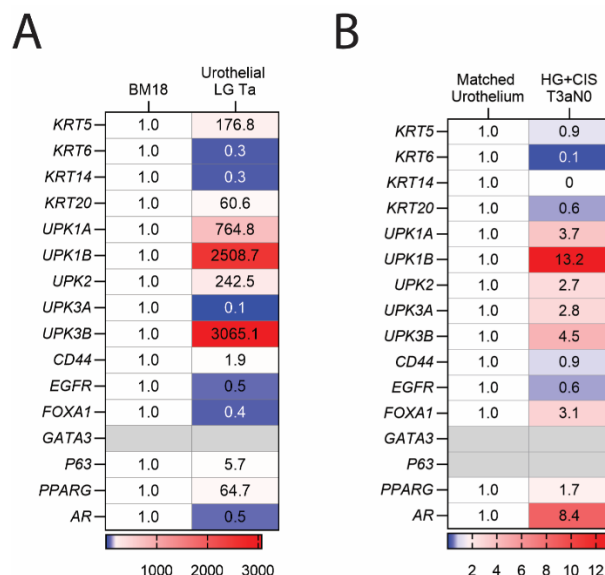 A
BM18 Urothelial LG Ta
KRT5 1.0 176.8
KRT6 1.0 0.3
KRT14 1.0 0.3
KRT20 1.0 60.6
UPK1A 1.0 764.8
UPK1B 1.0 2508.7
UPK2 1.0 242.5
UPK3A 1.0 0.1
UPK3B 1.0 3065.1
CD44 1.0 1.9
EGFR 1.0 0.5
FOXA1 1.0 0.4
GATA3
P63 1.0 5.7
PPARG 1.0 64.7
AR 1.0 0.5
1000 2000 3000
B
Matched Urothelium HG+CIS T3aN0
KRT5 1.0 0.9
KRT6 1.0 0.1
KRT14 1.0 0
KRT20 1.0 0.6
UPK1A 1.0 3.7
UPK1B 1.0 13.2
UPK2 1.0 2.7
UPK3A 1.0 2.8
UPK3B 1.0 4.5
CD44 1.0 0.9
EGFR 1.0 0.6
FOXA1 1.0 3.1
GATA3
P63
PPARG 1.0 1.7
AR 1.0 8.4
2 4 6 8 10 12